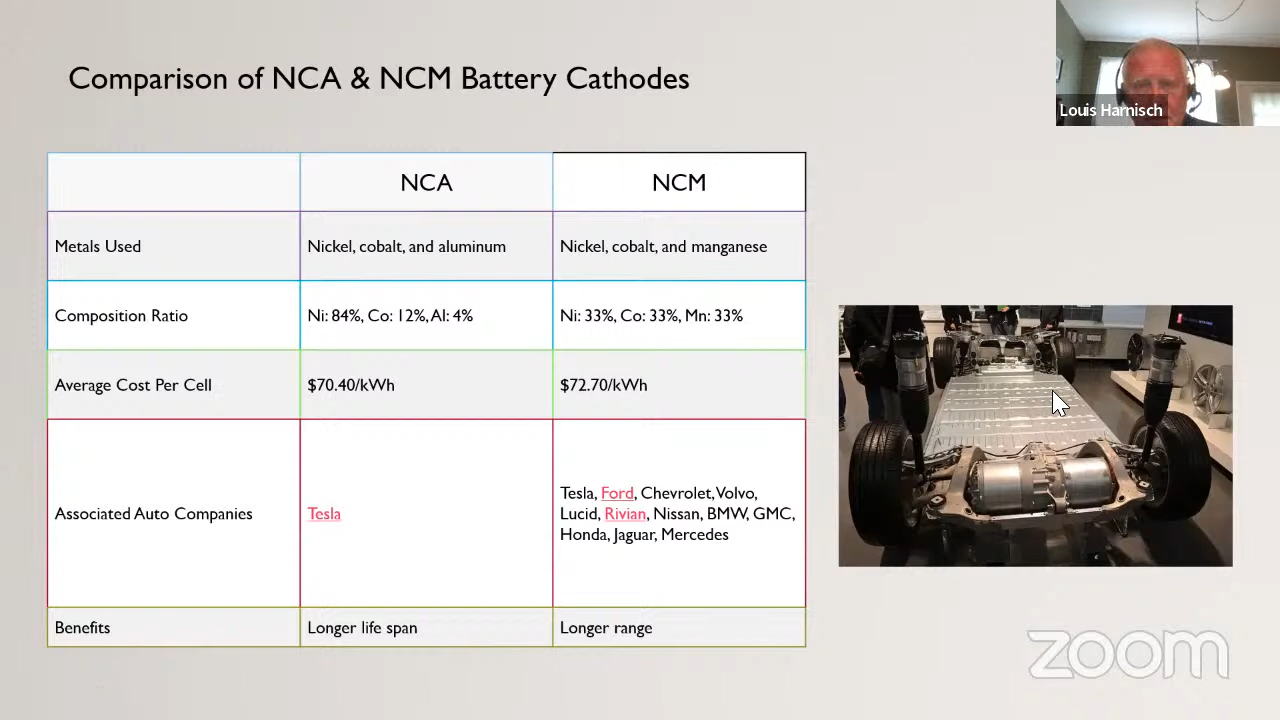 Comparison of NCA & NCM Battery Cathodes
Louis Harnisch
NCA
NCM
Metals Used
Nickel, cobalt, and aluminum
Nickel, cobalt, and manganese
Composition Ratio
Ni: 84%, Co: 12%, Al: 4%
Ni: 33%, Co: 33%, Mn: 33%
Average Cost Per Cell
$70.40/kWh
$72.70/kWh
Associated Auto Companies
Tesla
Tesla, Ford, Chevrolet, Volvo,
Lucid, Rivian, Nissan, BMW, GMC,
Honda, Jaguar, Mercedes
Benefits
Longer life span
Longer range
zoom